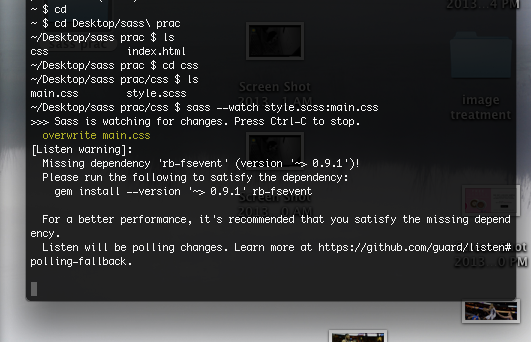 ~ $ cd
~ $ cd Desktop/sass\ prac
~/Desktop/sass prac $ ls
css index.html
~/Desktop/sass prac $ cd css
~/Desktop/sass prac/css $ ls
main.css style.scss
~/Desktop/sass prac/css $ sass --watch style.scss:main.css
>>> Sass is watching for changes. Press Ctrl-C to stop.
overwrite main.css
[Listen warning]:
Missing dependency 'rb-fsevent' (version '~> 0.9.1')!
Please run the following to satisfy the dependency:
gem install --version '~> 0.9.1' rb-fsevent
For a better performance, it's recommended that you satisfy the missing depend
ency.
Listen will be polling changes. Learn more at https://github.com/guard/listen#
polling-fallback.
sass prac
Screen Shot
2013...4 PM
image
treatment
Screen Shot